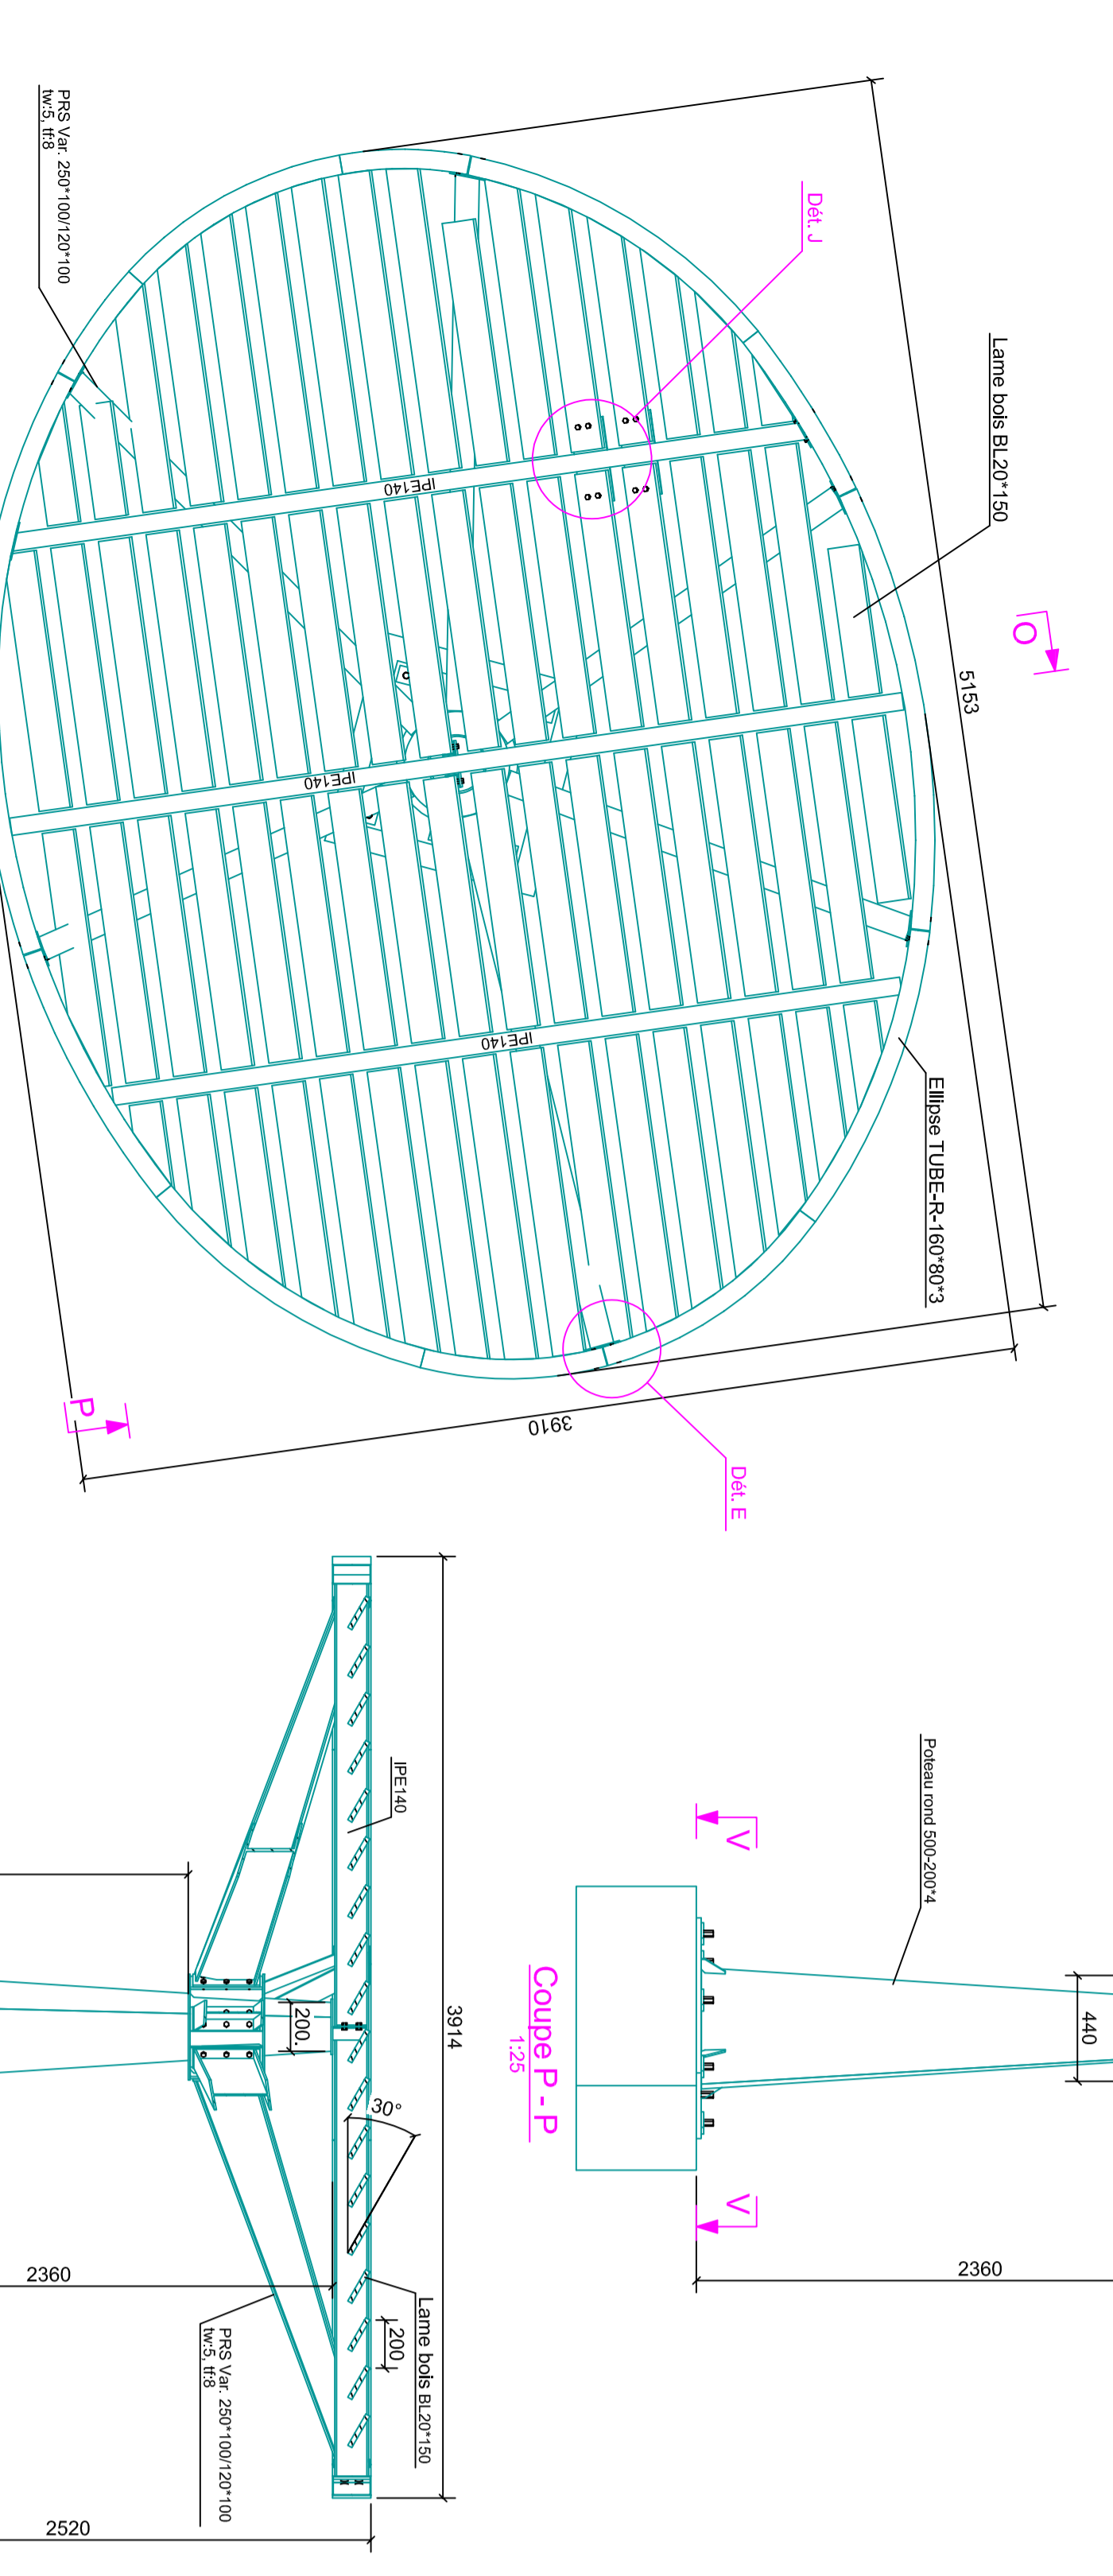 PRS Var. 250*100/120*100
tw:5, tf:8
Dét. J
Lame bois BL20*150
O
5153
IPE140
IPE140
IPE140
Ellipse TUBE-R-160*80*3
3910
P
Dét. E
Poteau rond 500-200*4
V
V
440
2360
Coupe P - P
1:25
IPE140
3914
200.
30°
Lame bois BL20*150
200
2360
PRS Var. 250*100/120*100
tw:5, tf:8
2520